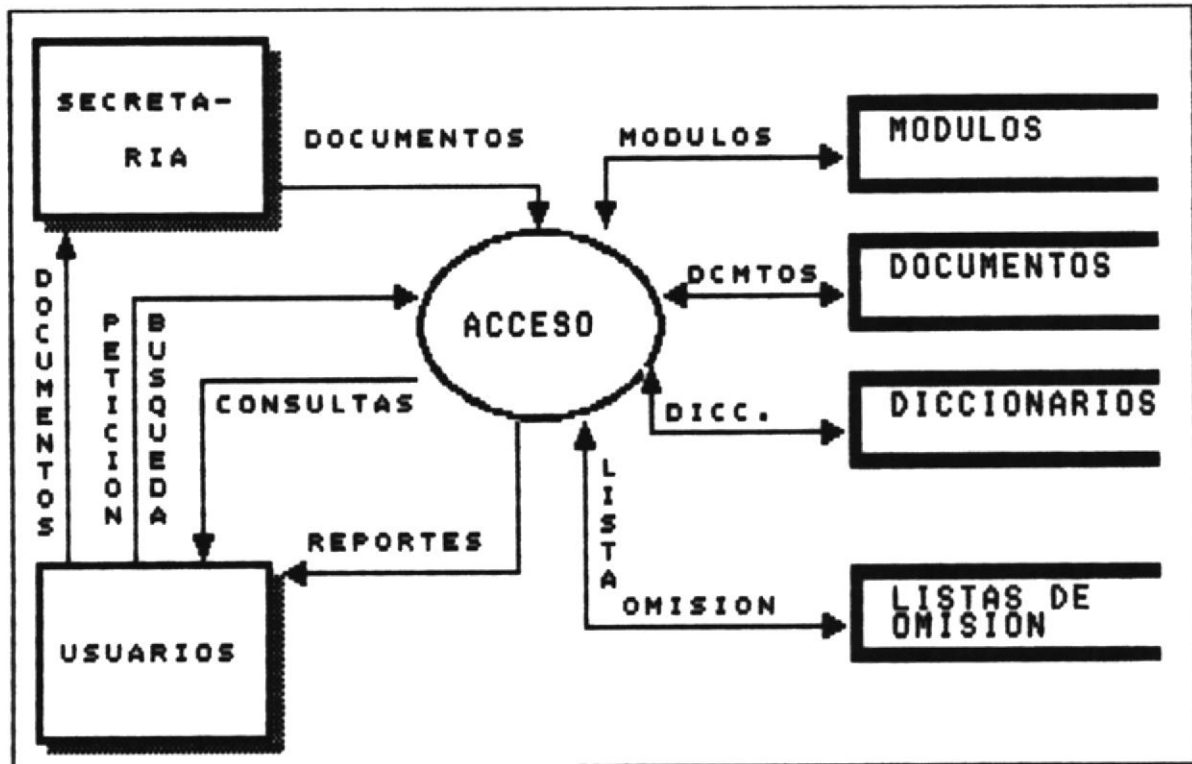 SECRETA-
RIA
DOCUMENTOS
MODULOS
MODULOS
DOCUMENTOS
PETICION
BUSQUEDA
ACCESO
DCMTOS
DOCUMENTOS
CONSULTAS
DICC.
DICCIONARIOS
REPORTES
LISTA
OMISION
LISTAS DE
OMISION
USUARIOS